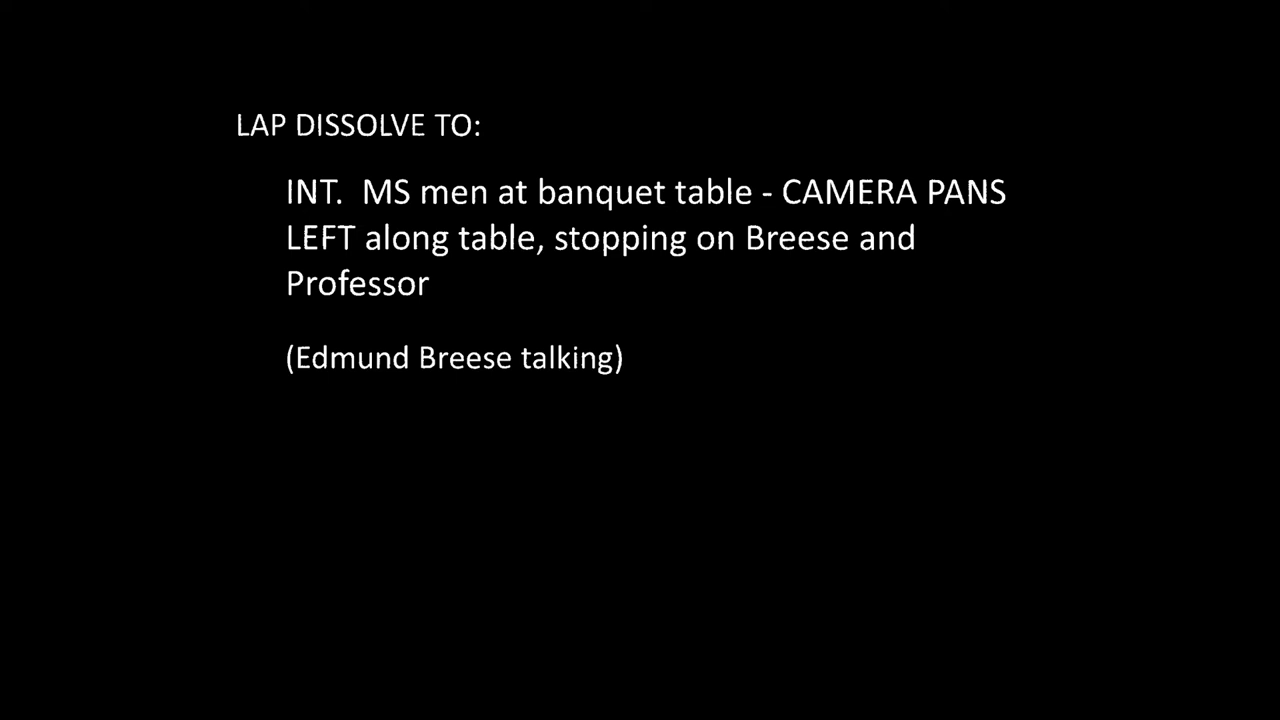 LAP DISSOLVE TO:
INT.  MS men at banquet table - CAMERA PANS
LEFT along table, stopping on Breese and
Professor
(Edmund Breese talking)